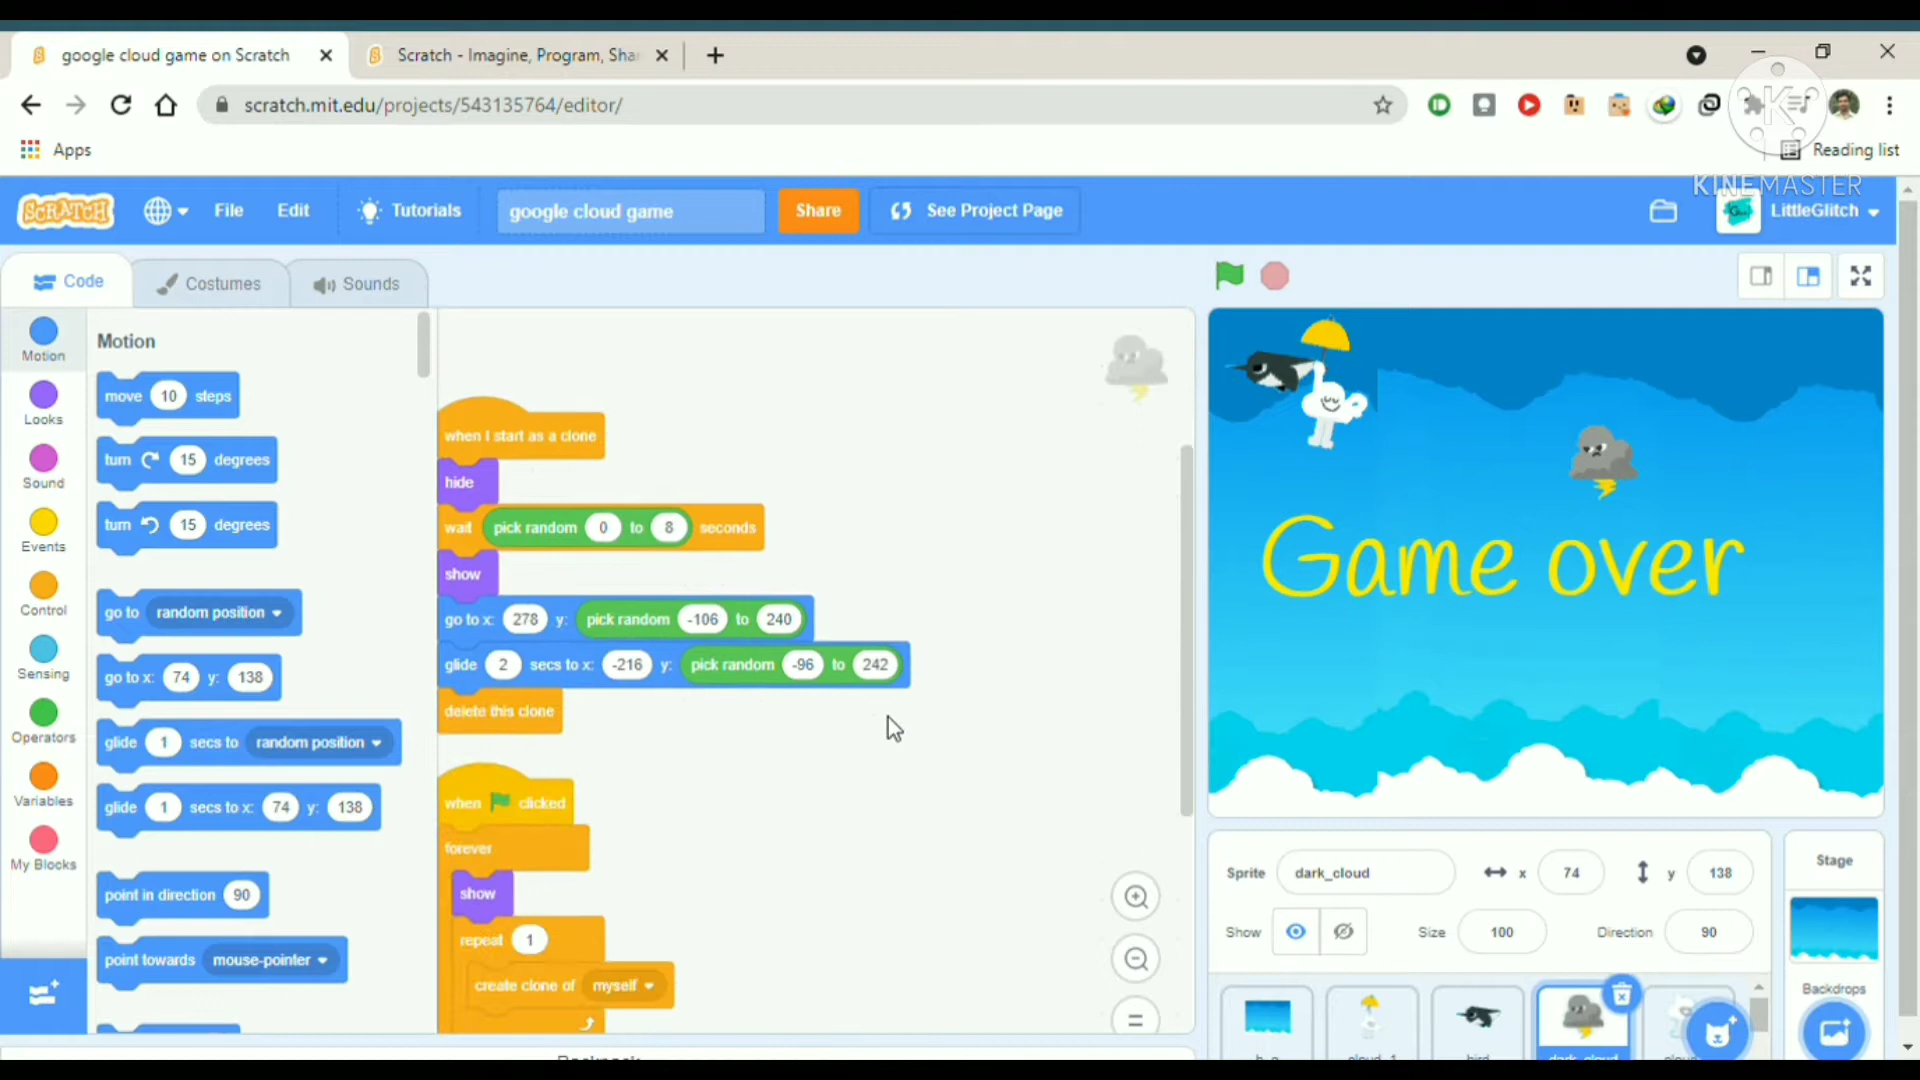 google cloud game on Scratch
Scratch - Imagine, Program, Sha
scratch.mit.edu/projects/543135764/editor/
Apps
Reading list
KINEMASTER
SCRATCH
File
Edit
Tutorials
google cloud game
Share
See Project Page
LittleGlitch
Code
Costumes
Sounds
Motion
Looks
Sound
Events
Control
Sensing
Operators
Variables
My Blocks
Motion
move 10 steps
turn 15 degrees
turn 15 degrees
go to random position
go to x: 74 y: 138
glide 1 secs to random position
glide 1 secs to x: 74 y: 138
point in direction 90
point towards mouse-pointer
when I start as a clone
hide
wait pick random 0 to 8 seconds
show
go to x: 278 y: pick random -106 to 240
glide 2 secs to x: -216 y: pick random -96 to 242
delete this clone
when clicked
forever
show
repeat 1
create clone of myself
Game over
Sprite dark_cloud x 74 y 138
Show Size 100 Direction 90
Stage
Backdrops